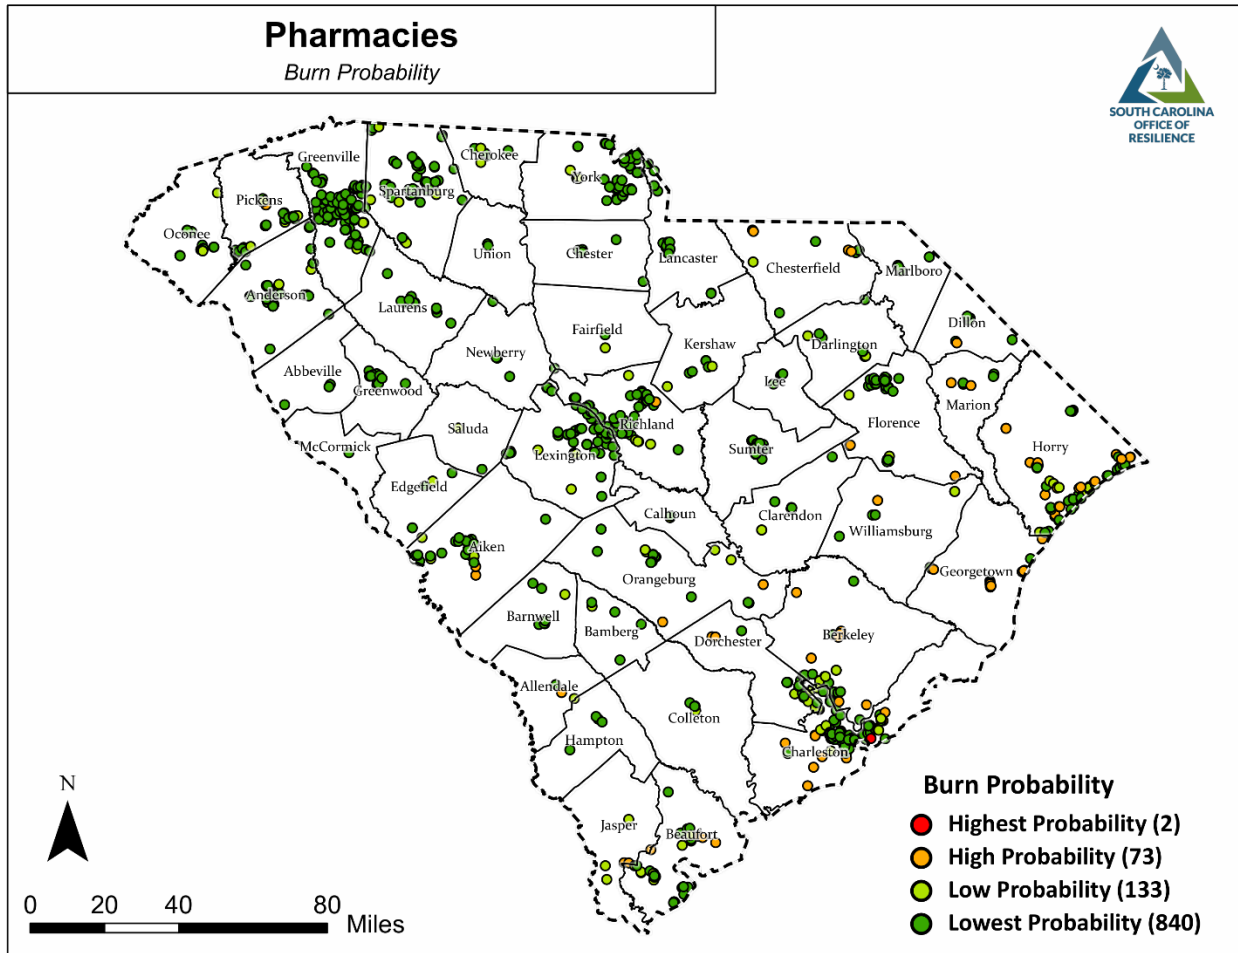 Pharmacies
Burn Probability
SOUTH CAROLINA
OFFICE OF
RESILIENCE
Greenville
Cherokee
Spartanburg
York
Pickens
Oconee
Union
Chester
Lancaster
Chesterfield
Marlboro
Anderson
Laurens
Fairfield
Kershaw
Darlington
Dillon
Newberry
Abbeville
Greenwood
Lee
Marion
Saluda
Richland
Florence
Horry
McCormick
Lexington
Sumter
Edgefield
Calhoun
Clarendon
Williamsburg
Aiken
Orangeburg
Georgetown
Barnwell
Bamberg
Dorchester
Berkeley
Allendale
Colleton
Hampton
Charleston
Jasper
Beaufort
N
0 20 40 80
Miles
Burn Probability
Highest Probability (2)
High Probability (73)
Low Probability (133)
Lowest Probability (840)